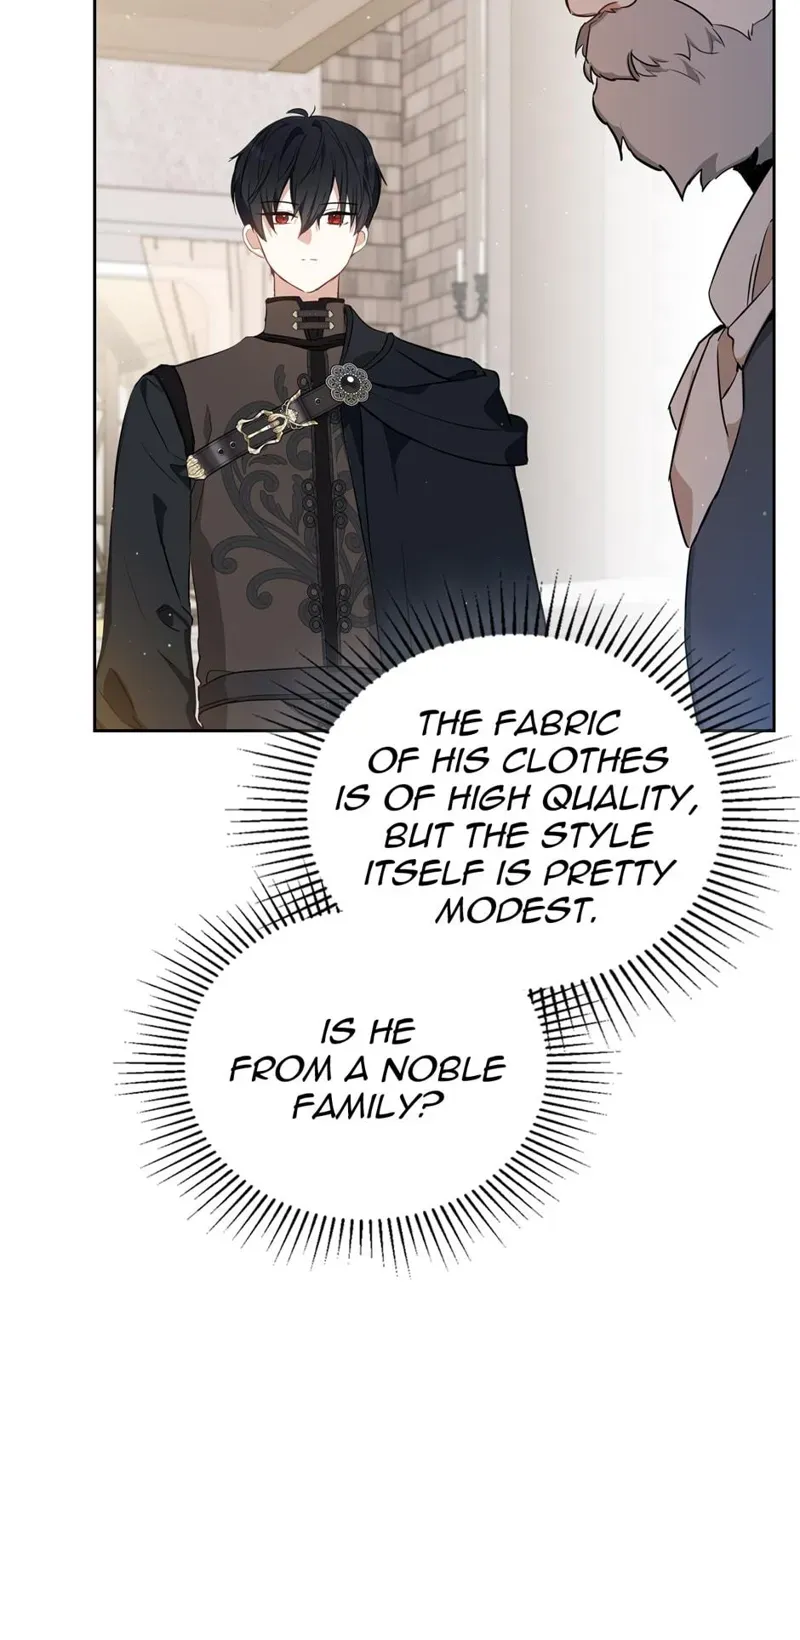 THE FABRIC
OF HIS CLOTHES
IS OF HIGH QUALITY,
BUT THE STYLE
ITSELF IS PRETTY
MODEST.
IS HE
FROM A NOBLE
FAMILY?